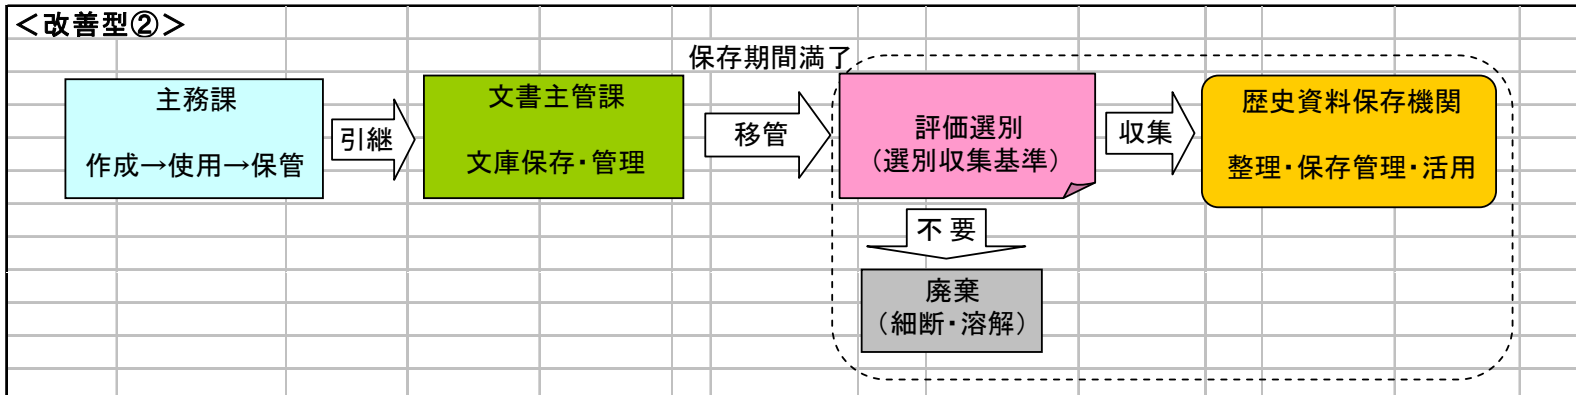 ＜改善型②＞
保存期間満了
主務課
作成→使用→保管
引継
文書主管課
文庫保存・管理
移管
評価選別
（選別収集基準）
収集
歴史資料保存機関
整理・保存管理・活用
不 要
廃棄
（細断・溶解）